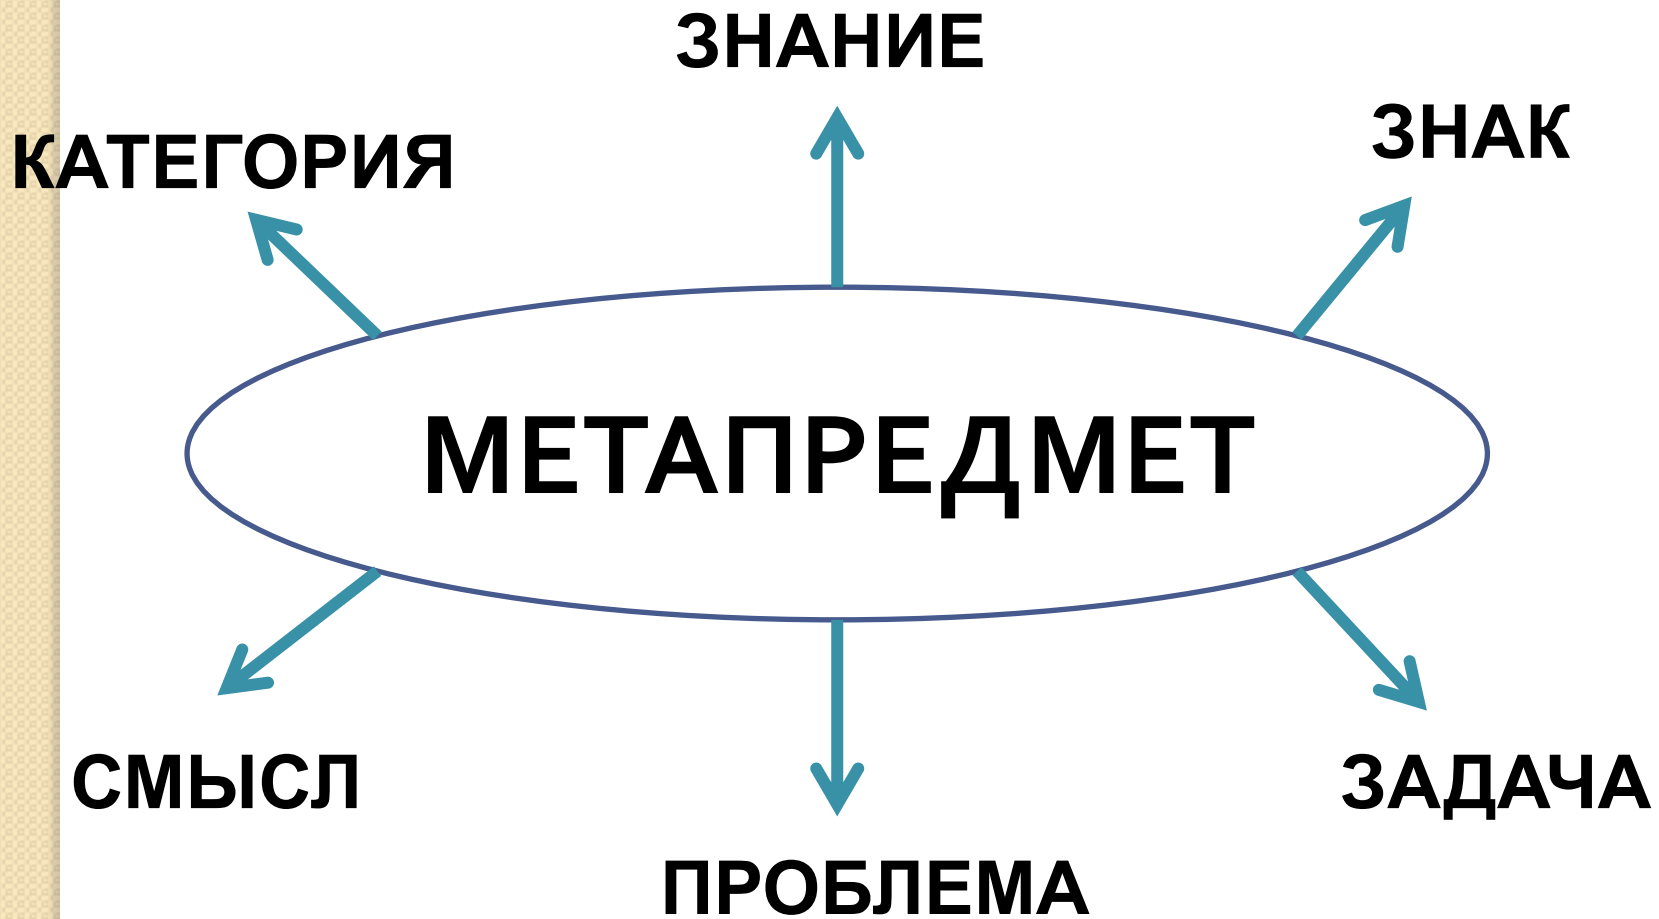 ЗНАНИЕ
ЗНАК
КАТЕГОРИЯ
МЕТАПРЕДМЕТ
СМЫСЛ
ЗАДАЧА
ПРОБЛЕМА